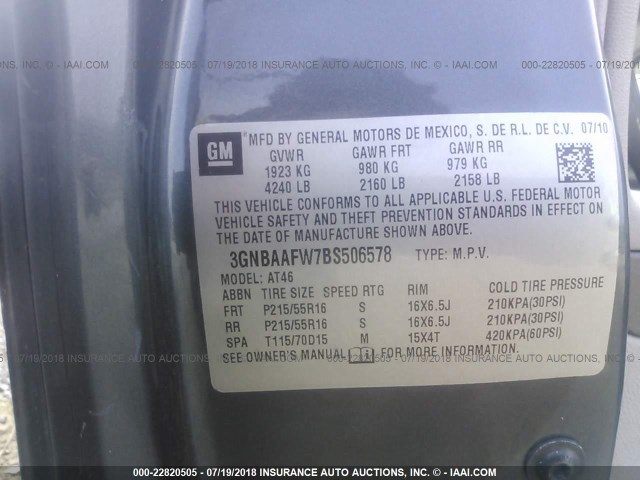 000-22820505 - 07/19/2018 INSURANCE AUTO AUCTIONS, INC. - IAAI.COM
000-22820505 - 07/19/2018 INSURANCE AUTO AUCTIONS, INC. - IAAI.COM
GM
MFD BY GENERAL MOTORS DE MEXICO, S. DE R.L. DE C.V. 07/10
GVWR GAWR FRT GAWR RR
1923 KG 980 KG 979 KG
4240 LB 2160 LB 2158 LB
THIS VEHICLE CONFORMS TO ALL APPLICABLE U.S. FEDERAL MOTOR
VEHICLE SAFETY AND THEFT PREVENTION STANDARDS IN EFFECT ON
THE DATE OF MANUFACTURE SHOWN ABOVE.
3GNBAAFW7BS506578 TYPE: M.P.V.
MODEL: AT46
ABBN TIRE SIZE SPEED RTG RIM COLD TIRE PRESSURE
FRT P215/55R16 S 16X6.5J 210KPA(30PSI)
RR P215/55R16 S 16X6.5J 210KPA(30PSI)
SPA T115/70D15 M 15X4T 420KPA(60PSI)
SEE OWNER'S MANUAL i FOR MORE INFORMATION.
000-22820505 - 07/19/2018 INSURANCE AUTO AUCTIONS, INC. - IAAI.COM